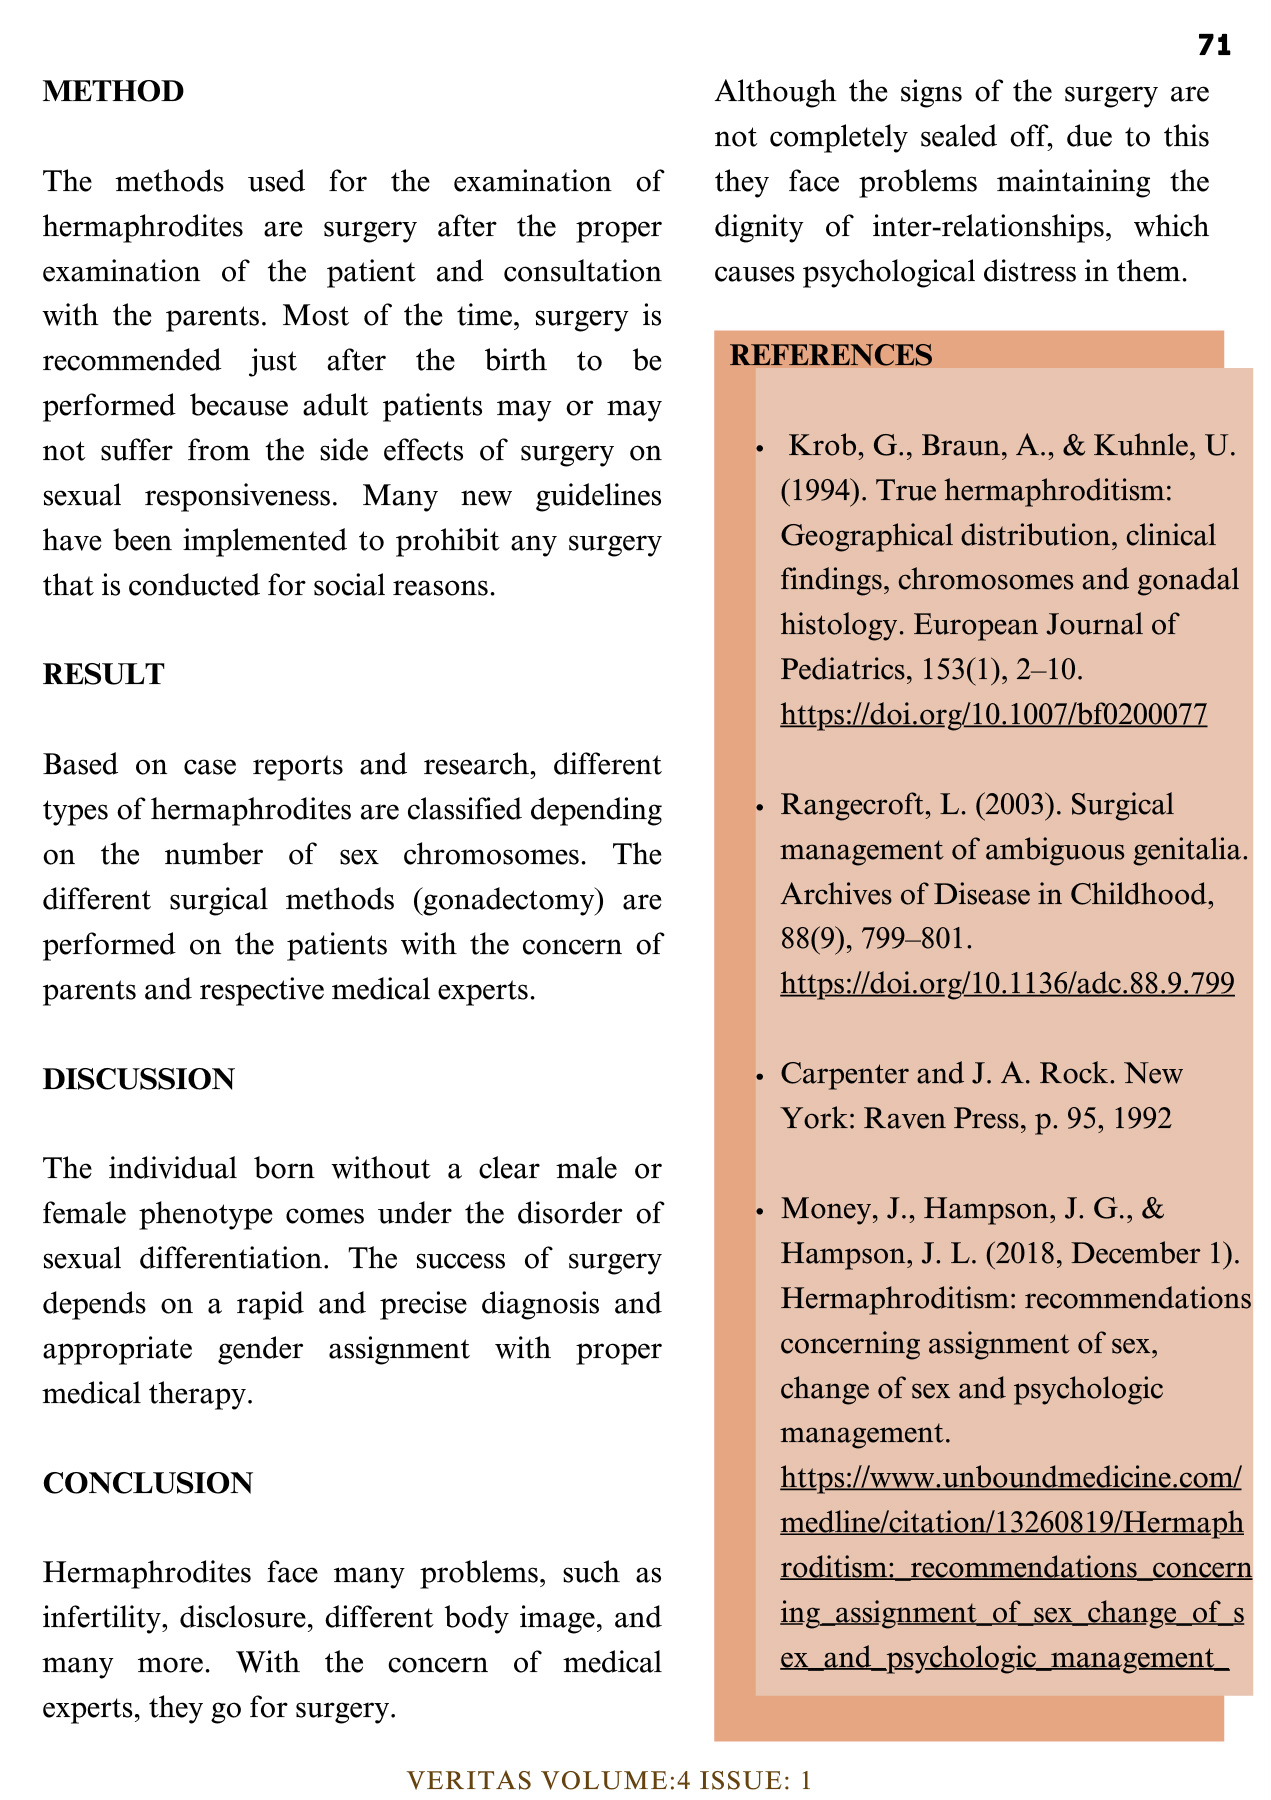 71
METHOD
The methods used for the examination of
hermaphrodites are surgery after the proper
examination of the patient and consultation
with the parents. Most of the time, surgery is
recommended just after the birth to be
performed because adult patients may or may
not suffer from the side effects of surgery on
sexual responsiveness. Many new guidelines
have been implemented to prohibit any surgery
that is conducted for social reasons.
RESULT
Based on case reports and research, different
types of hermaphrodites are classified depending
on the number of sex chromosomes. The
different surgical methods (gonadectomy) are
performed on the patients with the concern of
parents and respective medical experts.
DISCUSSION
The individual born without a clear male or
female phenotype comes under the disorder of
sexual differentiation. The success of surgery
depends on a rapid and precise diagnosis and
appropriate gender assignment with proper
medical therapy.
CONCLUSION
Hermaphrodites face many problems, such as
infertility, disclosure, different body image, and
many more. With the concern of medical
experts, they go for surgery.
Although the signs of the surgery are
not completely sealed off, due to this
they face problems maintaining the
dignity of inter-relationships, which
causes psychological distress in them.
REFERENCES
• Krob, G., Braun, A., & Kuhnle, U.
(1994). True hermaphroditism:
Geographical distribution, clinical
findings, chromosomes and gonadal
histology. European Journal of
Pediatrics, 153(1), 2–10.
https://doi.org/10.1007/bf0200077
• Rangecroft, L. (2003). Surgical
management of ambiguous genitalia.
Archives of Disease in Childhood,
88(9), 799–801.
https://doi.org/10.1136/adc.88.9.799
• Carpenter and J. A. Rock. New
York: Raven Press, p. 95, 1992
• Money, J., Hampson, J. G., &
Hampson, J. L. (2018, December 1).
Hermaphroditism: recommendations
concerning assignment of sex,
change of sex and psychologic
management.
https://www.unboundmedicine.com/
medline/citation/13260819/Hermaph
roditism:_recommendations_concern
ing_assignment_of_sex_change_of_s
ex_and_psychologic_management_
VERITAS VOLUME:4 ISSUE: 1